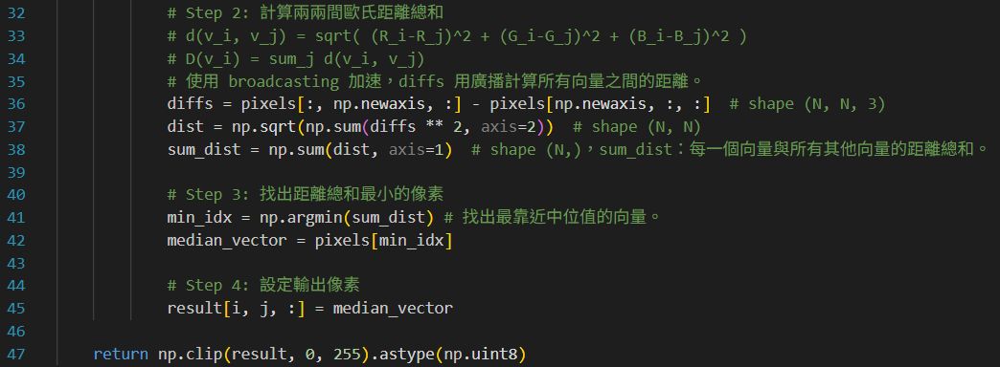 32 # Step 2: 計算兩兩間歐氏距離總和
33 # d(v_i, v_j) = sqrt( (R_i-R_j)^2 + (G_i-G_j)^2 + (B_i-B_j)^2 )
34 # D(v_i) = sum_j d(v_i, v_j)
35 # 使用 broadcasting 加速，diffs 用廣播計算所有向量之間的距離。
36 diffs = pixels[:, np.newaxis, :] - pixels[np.newaxis, :, :]  # shape (N, N, 3)
37 dist = np.sqrt(np.sum(diffs ** 2, axis=2))  # shape (N, N)
38 sum_dist = np.sum(dist, axis=1)  # shape (N,)，sum_dist：每一個向量與所有其他向量的距離總和。
39
40 # Step 3: 找出距離總和最小的像素
41 min_idx = np.argmin(sum_dist) # 找出最靠近中位值的向量。
42 median_vector = pixels[min_idx]
43
44 # Step 4: 設定輸出像素
45 result[i, j, :] = median_vector
46
47 return np.clip(result, 0, 255).astype(np.uint8)